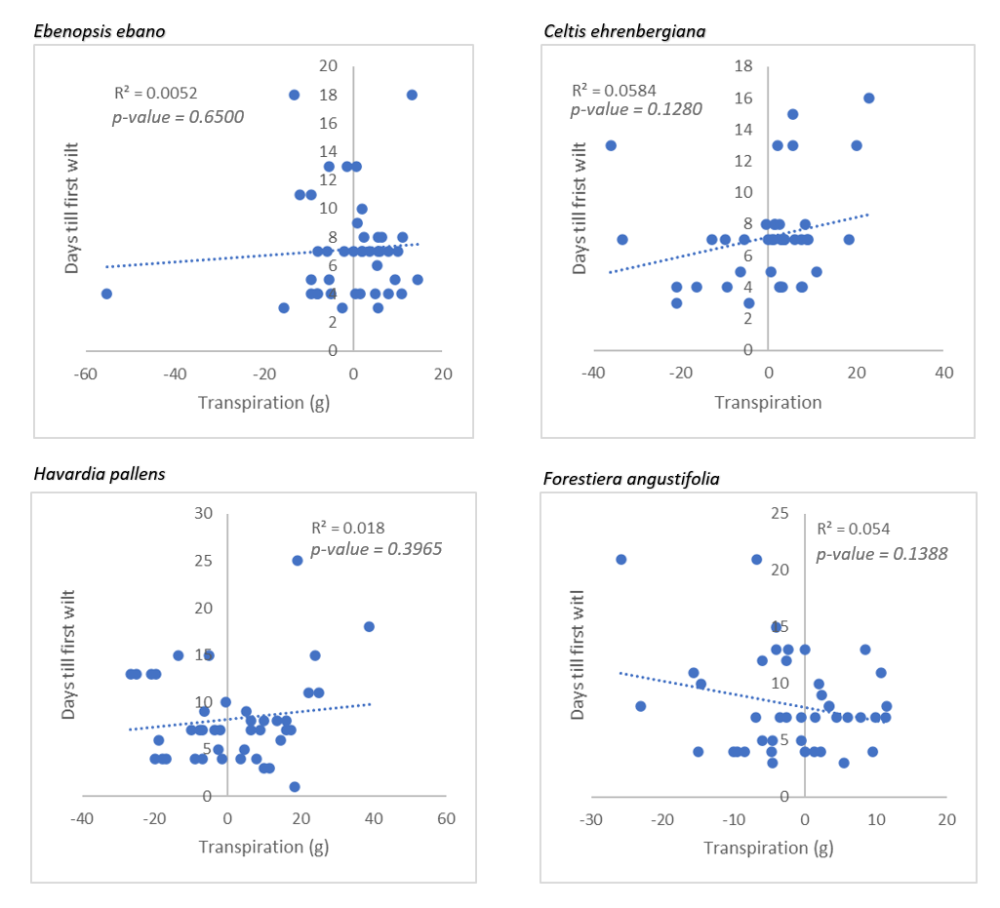 Ebenopsis ebano
R² = 0.0052
p-value = 0.6500
Days till first wilt
20
18
16
14
12
10
8
6
4
2
0
-60 -40 -20 0 20
Transpiration (g)
Celtis ehrenbergiana
R² = 0.0584
p-value = 0.1280
Days till frist wilt
18
16
14
12
10
8
6
4
2
0
-40 -20 0 20 40
Transpiration
Havardia pallens
R² = 0.018
p-value = 0.3965
Days till first wilt
30
25
20
15
10
5
0
-40 -20 0 20 40 60
Transpiration (g)
Forestiera angustifolia
R² = 0.054
p-value = 0.1388
Days till first witl
25
20
15
10
5
0
-30 -20 -10 0 10 20
Transpiration (g)